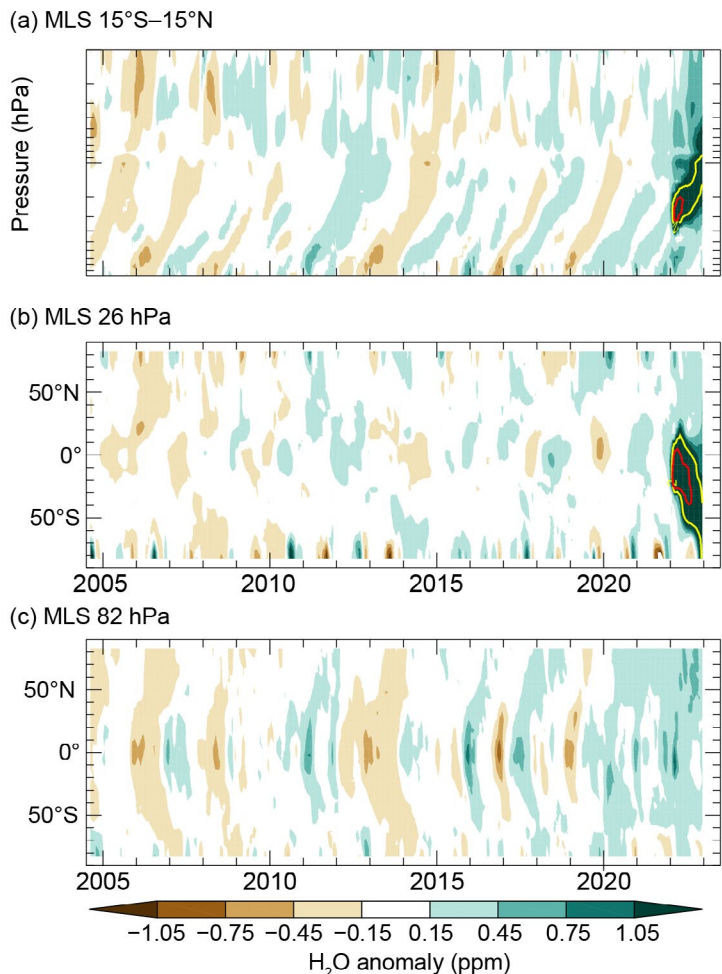 (a) MLS 15°S–15°N
Pressure (hPa)
(b) MLS 26 hPa
50°N
0°
50°S
2005 2010 2015 2020
(c) MLS 82 hPa
50°N
0°
50°S
2005 2010 2015 2020
−1.05 −0.75 −0.45 −0.15 0.15 0.45 0.75 1.05
H₂O anomaly (ppm)